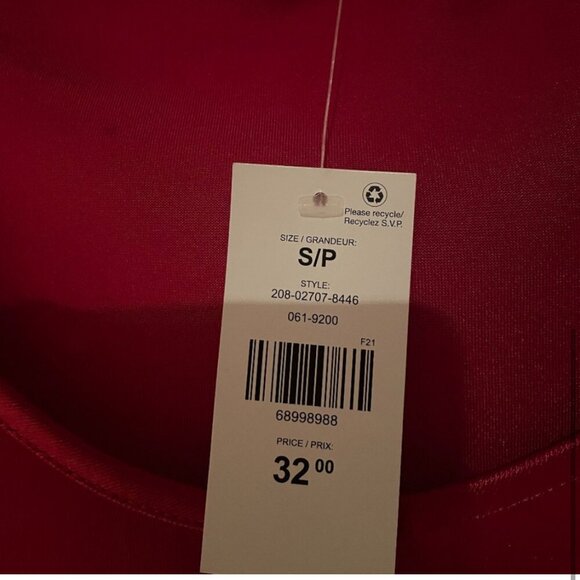 Please recycle/
Recyclez S.V.P.
SIZE / GRANDEUR:
S/P
STYLE:
208-02707-8446
061-9200
F21
68998988
PRICE / PRIX:
32 00